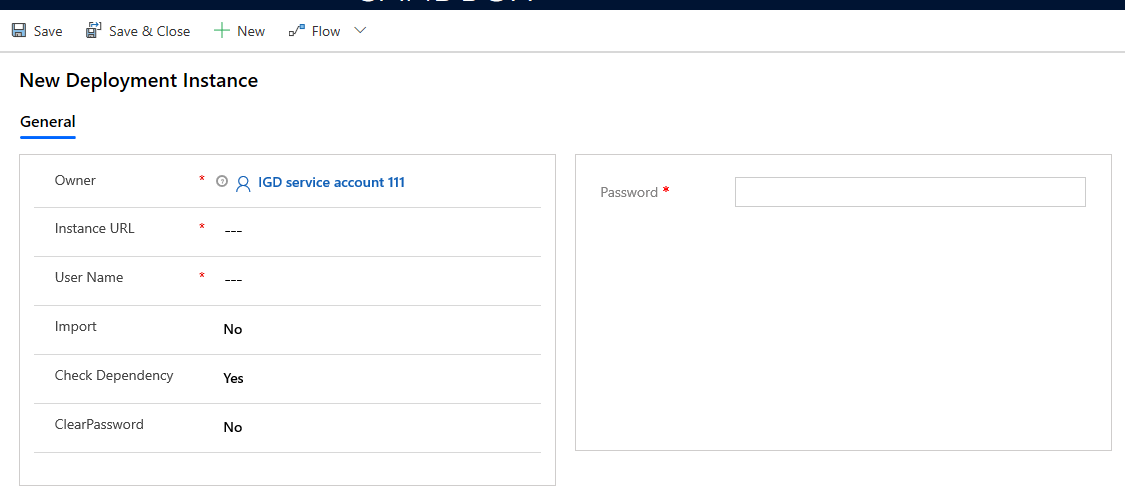 Save Save & Close New Flow
New Deployment Instance
General
Owner * IGD service account 111
Instance URL * ---
User Name * ---
Import No
Check Dependency Yes
ClearPassword No
Password *